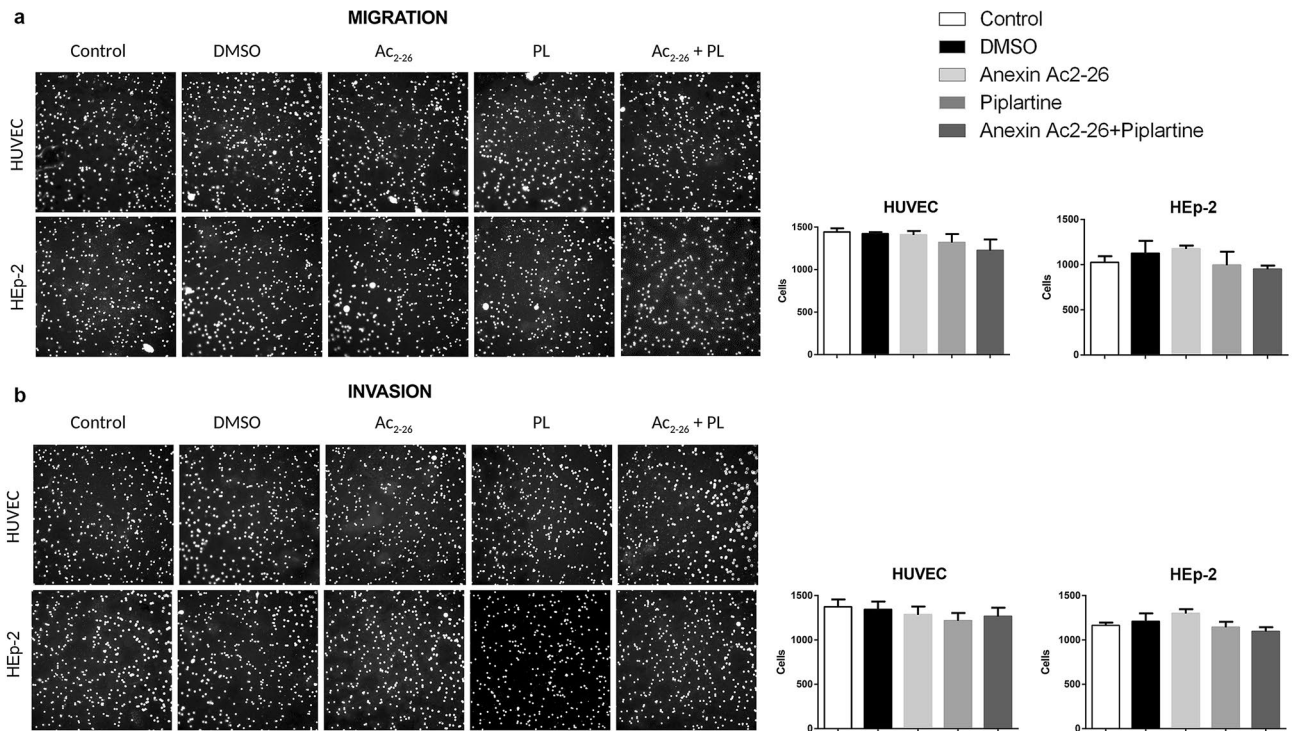 a
MIGRATION
Control DMSO Ac2-26 PL Ac2-26 + PL
HUVEC
HEp-2
Control
DMSO
Anexin Ac2-26
Piplartine
Anexin Ac2-26+Piplartine
HUVEC
Cells
1500
1000
500
0
HEp-2
Cells
1500
1000
500
0
b
INVASION
Control DMSO Ac2-26 PL Ac2-26 + PL
HUVEC
HEp-2
HUVEC
Cells
1500
1000
500
0
HEp-2
Cells
1500
1000
500
0